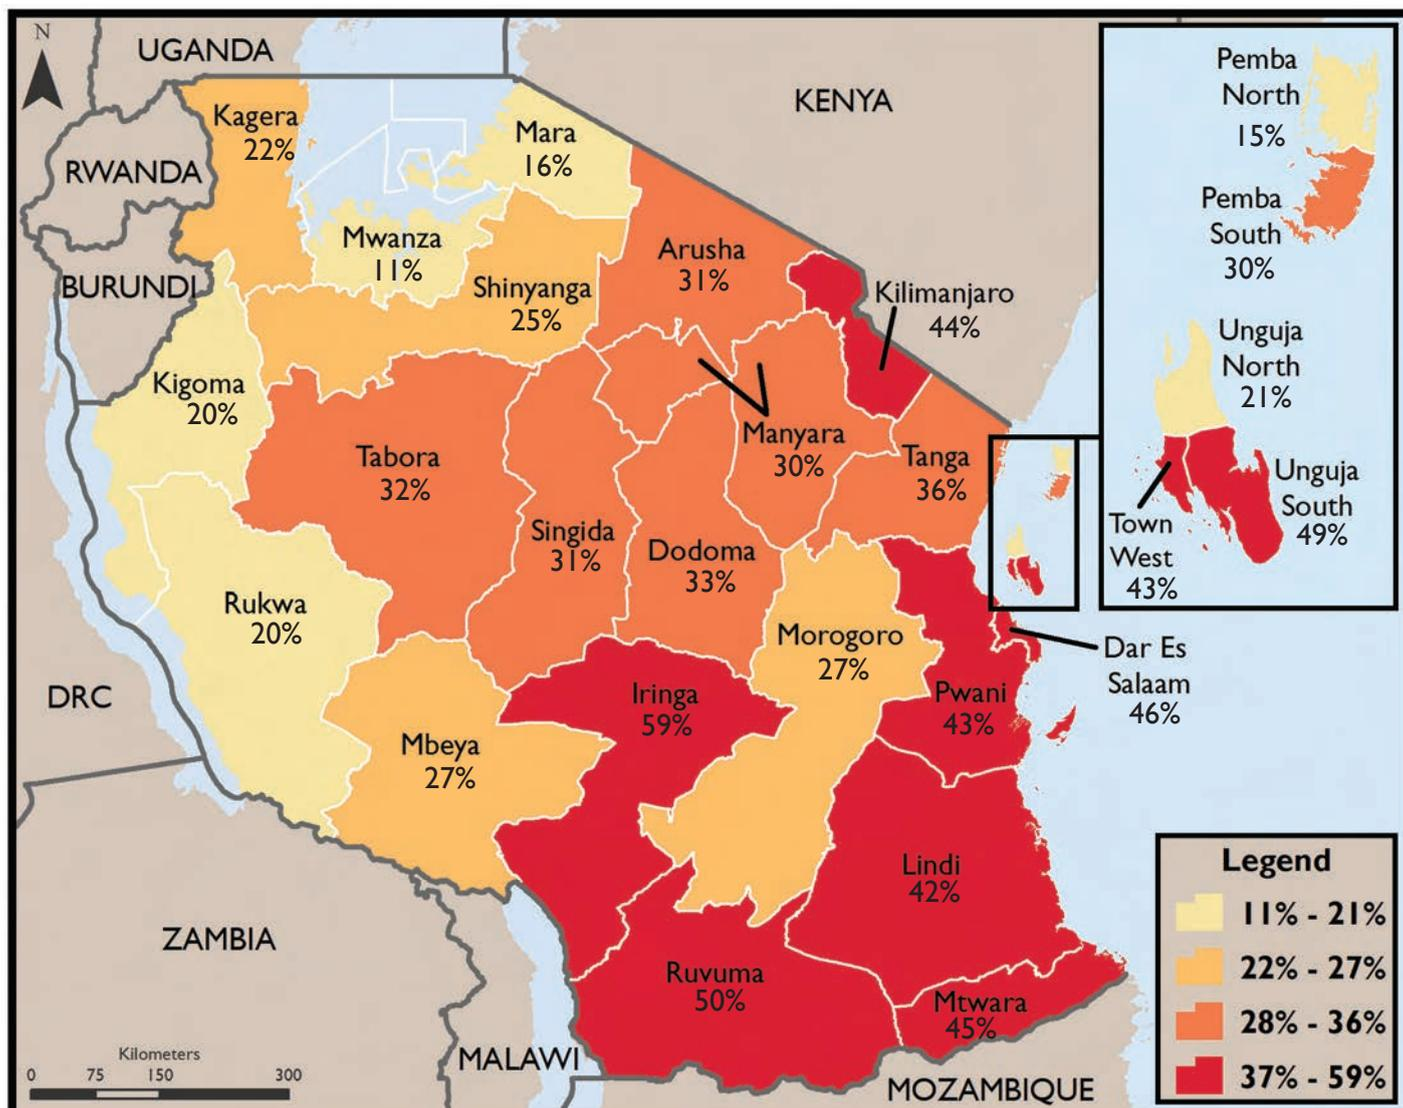 N
UGANDA
KENYA
RWANDA
BURUNDI
DRC
ZAMBIA
MALAWI
MOZAMBIQUE
Kagera
22%
Mara
16%
Mwanza
11%
Shinyanga
25%
Arusha
31%
Kilimanjaro
44%
Kigoma
20%
Tabora
32%
Manyara
30%
Tanga
36%
Singida
31%
Dodoma
33%
Rukwa
20%
Morogoro
27%
Dar Es
Salaam
46%
Iringa
59%
Pwani
43%
Mbeya
27%
Lindi
42%
Ruvuma
50%
Mtwara
45%
Pemba
North
15%
Pemba
South
30%
Unguja
North
21%
Unguja
South
49%
Town
West
43%
Legend
11% - 21%
22% - 27%
28% - 36%
37% - 59%
Kilometers
0 75 150 300